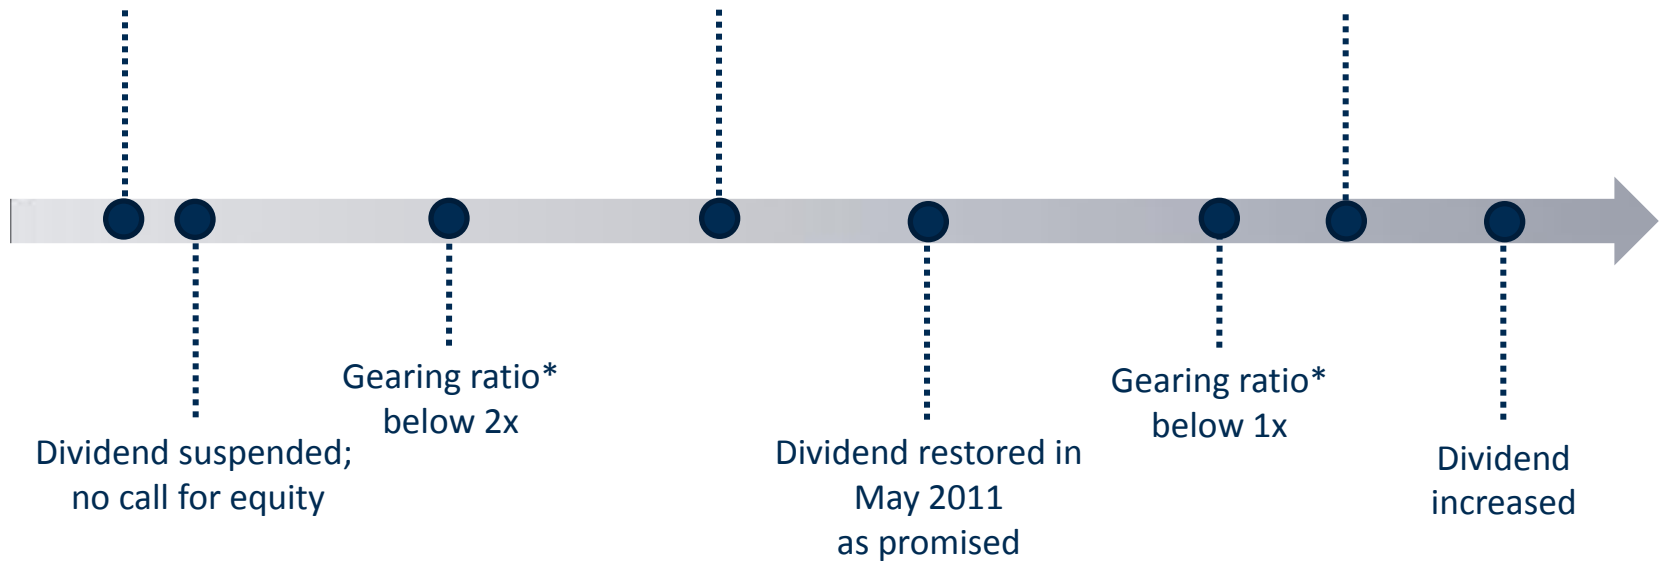 Dividend suspended;
no call for equity
Gearing ratio*
below 2x
Dividend restored in
May 2011
as promised
Gearing ratio*
below 1x
Dividend
increased